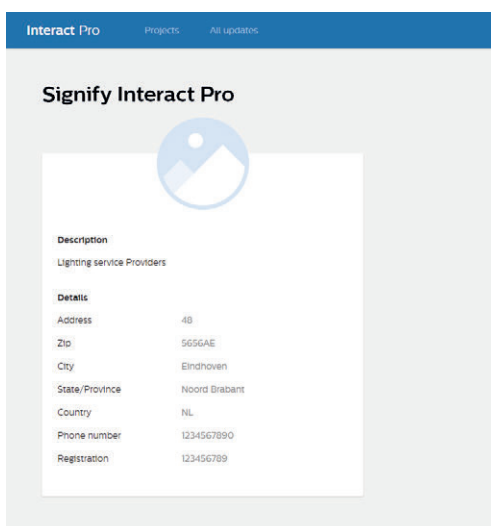 Interact Pro Projects All updates
Signify Interact Pro
Description
Lighting service Providers
Details
Address 48
Zip 5656AE
City Eindhoven
State/Province Noord Brabant
Country NL
Phone number 1234567890
Registration 123456789